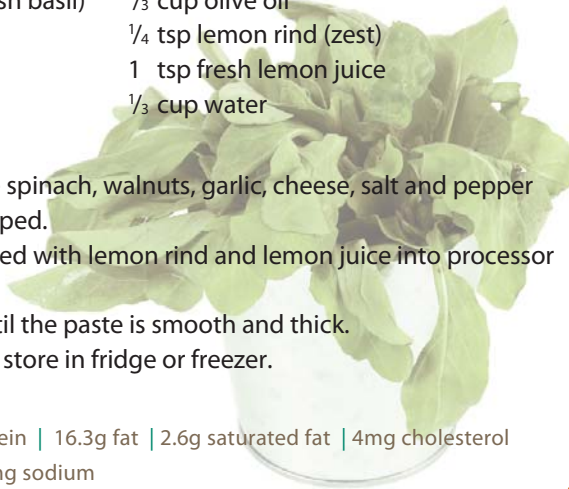 sh basil) ⅓ cup olive oil
¼ tsp lemon rind (zest)
1 tsp fresh lemon juice
⅓ cup water
spinach, walnuts, garlic, cheese, salt and pepper
ped.
ed with lemon rind and lemon juice into processor
til the paste is smooth and thick.
store in fridge or freezer.
ein | 16.3g fat | 2.6g saturated fat | 4mg cholesterol
ng sodium